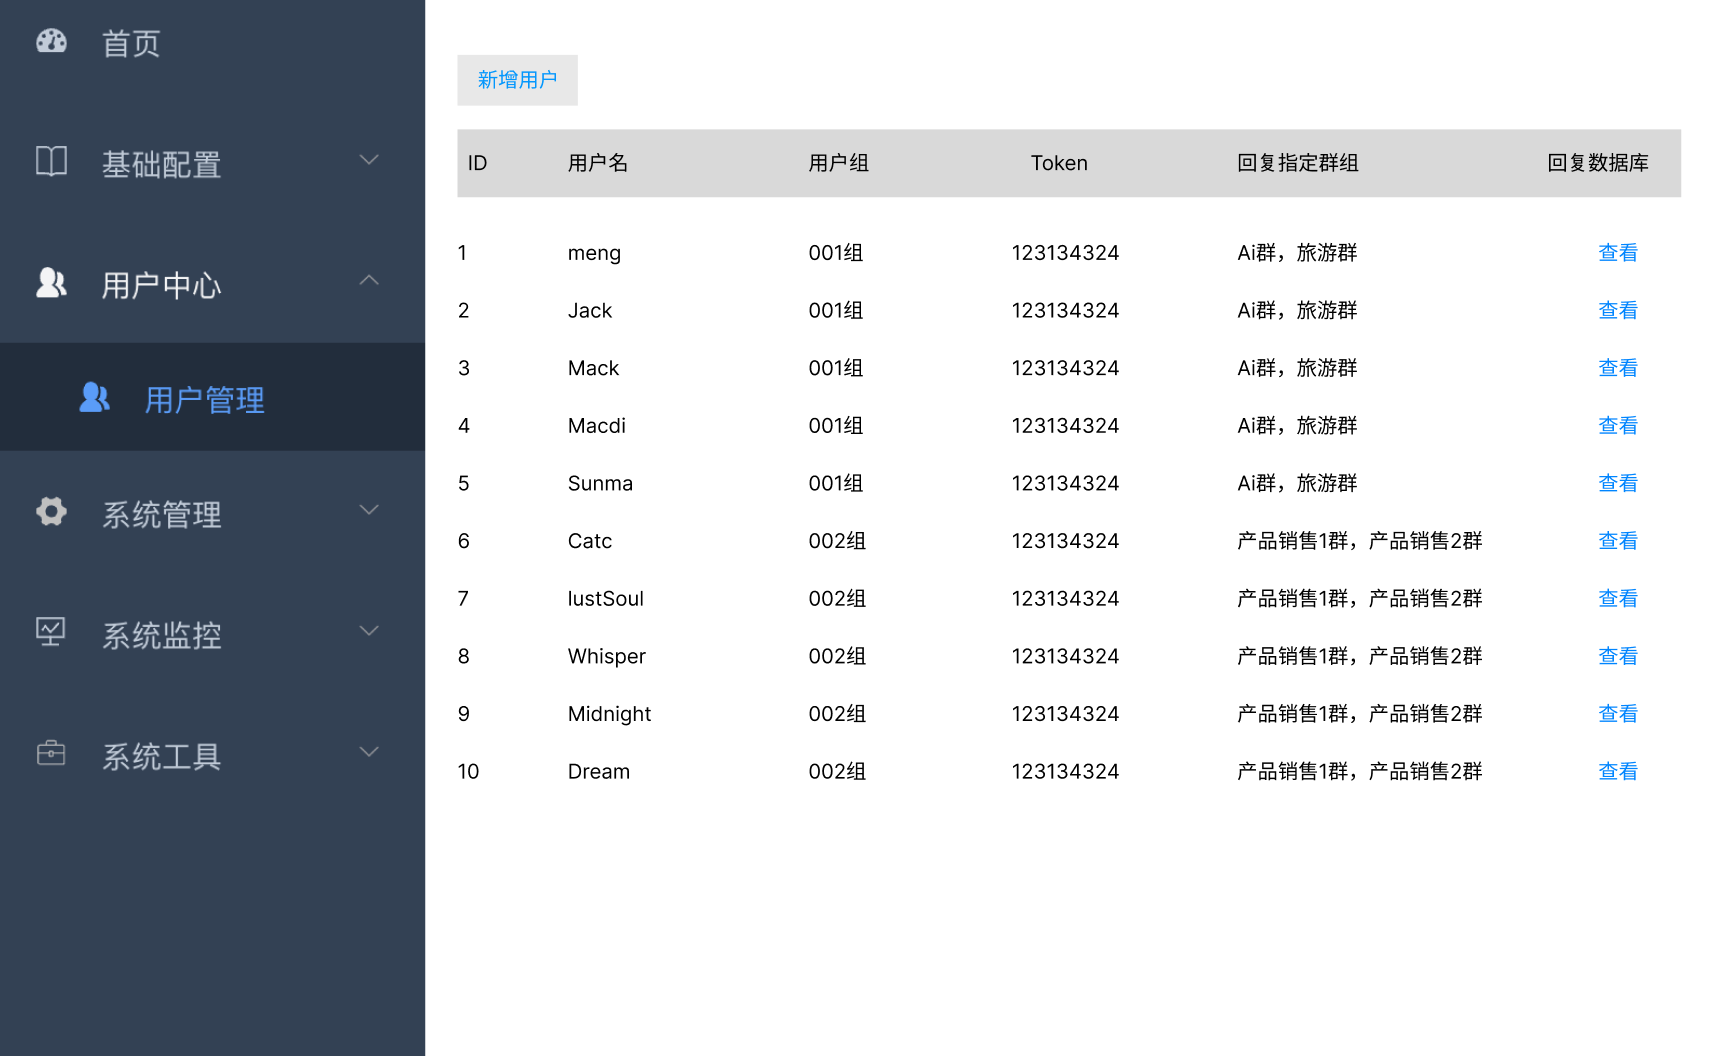 首页
基础配置
用户中心
用户管理
系统管理
系统监控
系统工具
新增用户
ID 用户名 用户组 Token 回复指定群组 回复数据库
1 meng 001组 123134324 Ai群，旅游群 查看
2 Jack 001组 123134324 Ai群，旅游群 查看
3 Mack 001组 123134324 Ai群，旅游群 查看
4 Macdi 001组 123134324 Ai群，旅游群 查看
5 Sunma 001组 123134324 Ai群，旅游群 查看
6 Catc 002组 123134324 产品销售1群，产品销售2群 查看
7 lustSoul 002组 123134324 产品销售1群，产品销售2群 查看
8 Whisper 002组 123134324 产品销售1群，产品销售2群 查看
9 Midnight 002组 123134324 产品销售1群，产品销售2群 查看
10 Dream 002组 123134324 产品销售1群，产品销售2群 查看